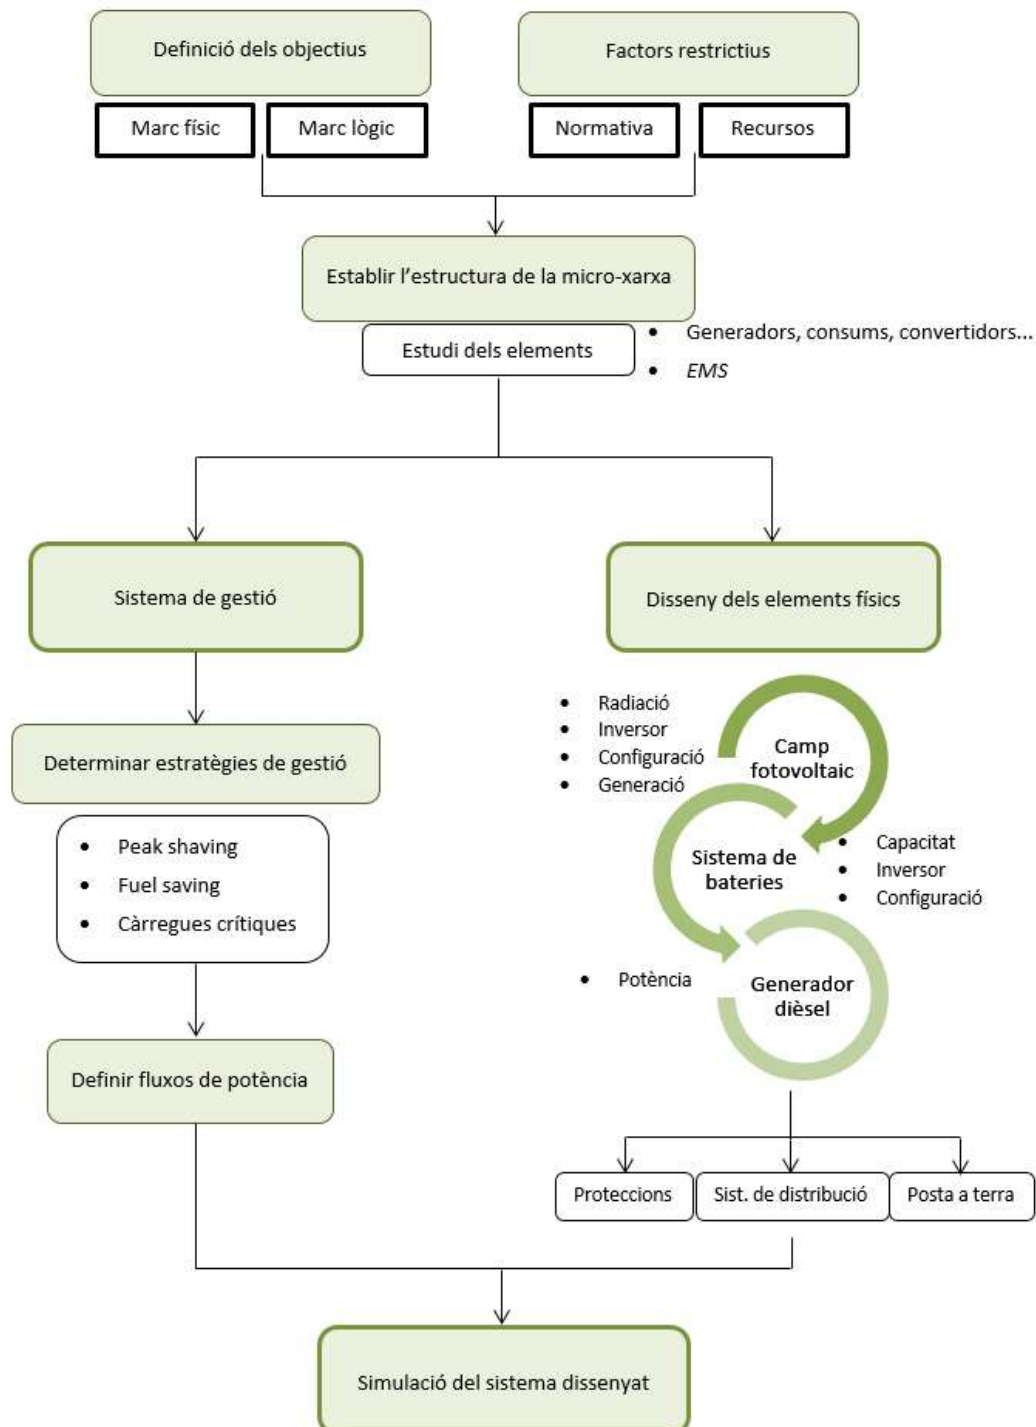 Definició dels objectius
Factors restrictius
Marc físic
Marc lògic
Normativa
Recursos
Establir l’estructura de la micro-xarxa
Estudi dels elements
• Generadors, consums, convertidors...
• EMS
Sistema de gestió
Disseny dels elements físics
Determinar estratègies de gestió
• Peak shaving
• Fuel saving
• Càrregues crítiques
Definir fluxos de potència
• Radiació
• Inversor
• Configuració
• Generació
Camp
fotovoltaic
Sistema de
bateries
• Capacitat
• Inversor
• Configuració
• Potència
Generador
dièsel
Proteccions
Sist. de distribució
Posta a terra
Simulació del sistema dissenyat